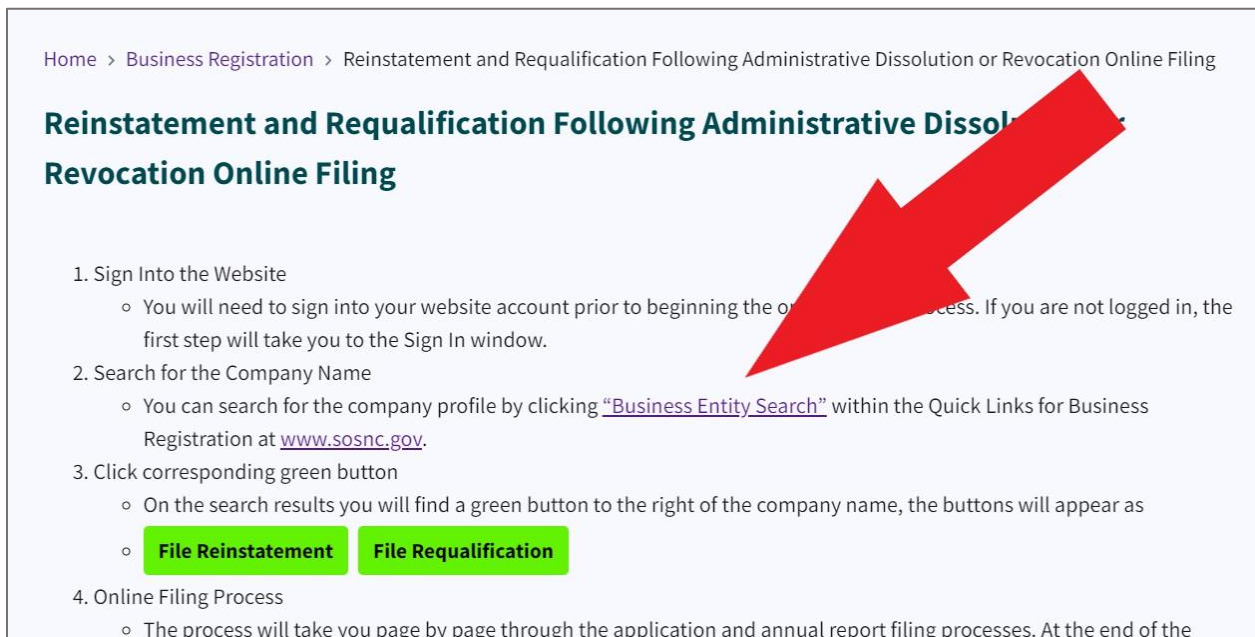 Home > Business Registration > Reinstatement and Requalification Following Administrative Dissolution or Revocation Online Filing
Reinstatement and Requalification Following Administrative
Revocation Online Filing
1. Sign Into the Website
o You will need to sign into your website account prior to beginning the If you are not logged in, the
first step will take you to the Sign In window.
2. Search for the Company Name
o You can search for the company profile by clicking "Business Entity Search" within the Quick Links for Business
Registration at www.sosnc.gov.
3. Click corresponding green button
o On the search results you will find a green button to the right of the company name, the buttons will appear as
o File Reinstatement File Requalification
4. Online Filing Process
o The process will take you page by page through the application and annual report filing processes. At the end of the